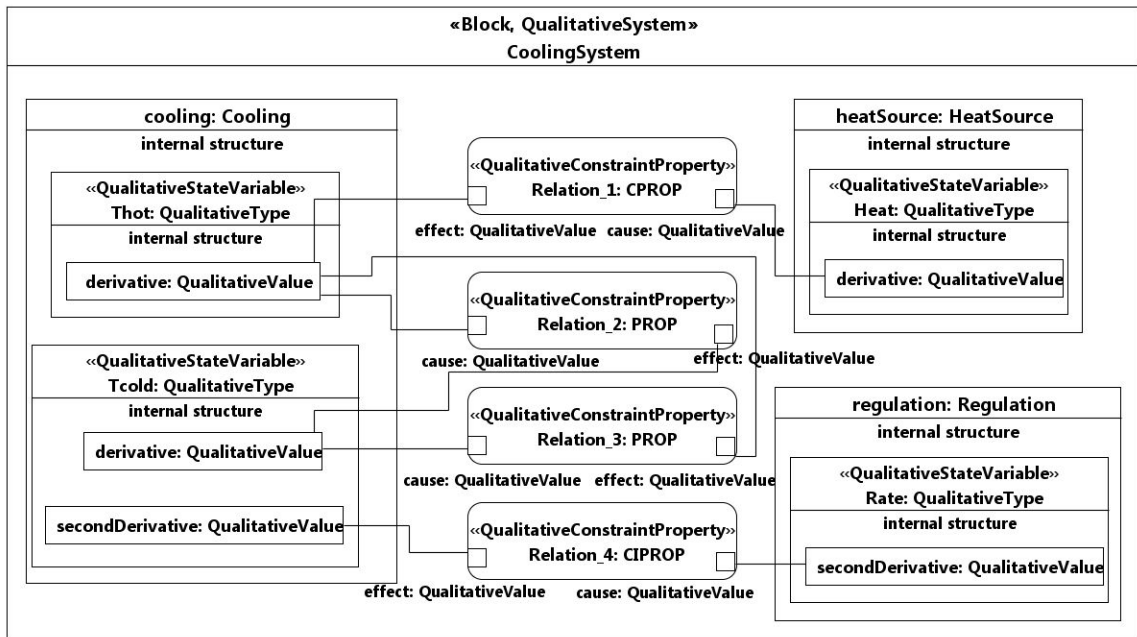 «Block, QualitativeSystem»
CoolingSystem
cooling: Cooling
internal structure
«QualitativeStateVariable»
Thot: QualitativeType
internal structure
derivative: QualitativeValue
«QualitativeStateVariable»
Tcold: QualitativeType
internal structure
derivative: QualitativeValue
secondDerivative: QualitativeValue
«QualitativeConstraintProperty»
Relation_1: CPROP
effect: QualitativeValue cause: QualitativeValue
«QualitativeConstraintProperty»
Relation_2: PROP
cause: QualitativeValue effect: QualitativeValue
«QualitativeConstraintProperty»
Relation_3: PROP
cause: QualitativeValue effect: QualitativeValue
«QualitativeConstraintProperty»
Relation_4: CIPROP
effect: QualitativeValue cause: QualitativeValue
heatSource: HeatSource
internal structure
«QualitativeStateVariable»
Heat: QualitativeType
internal structure
derivative: QualitativeValue
regulation: Regulation
internal structure
«QualitativeStateVariable»
Rate: QualitativeType
internal structure
secondDerivative: QualitativeValue